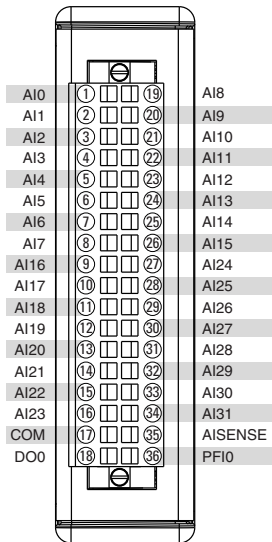 AI0 1 19 AI8
AI1 2 20 AI9
AI2 3 21 AI10
AI3 4 22 AI11
AI4 5 23 AI12
AI5 6 24 AI13
AI6 7 25 AI14
AI7 8 26 AI15
AI16 9 27 AI24
AI17 10 28 AI25
AI18 11 29 AI26
AI19 12 30 AI27
AI20 13 31 AI28
AI21 14 32 AI29
AI22 15 33 AI30
AI23 16 34 AI31
COM 17 35 AISENSE
DO0 18 36 PFI0